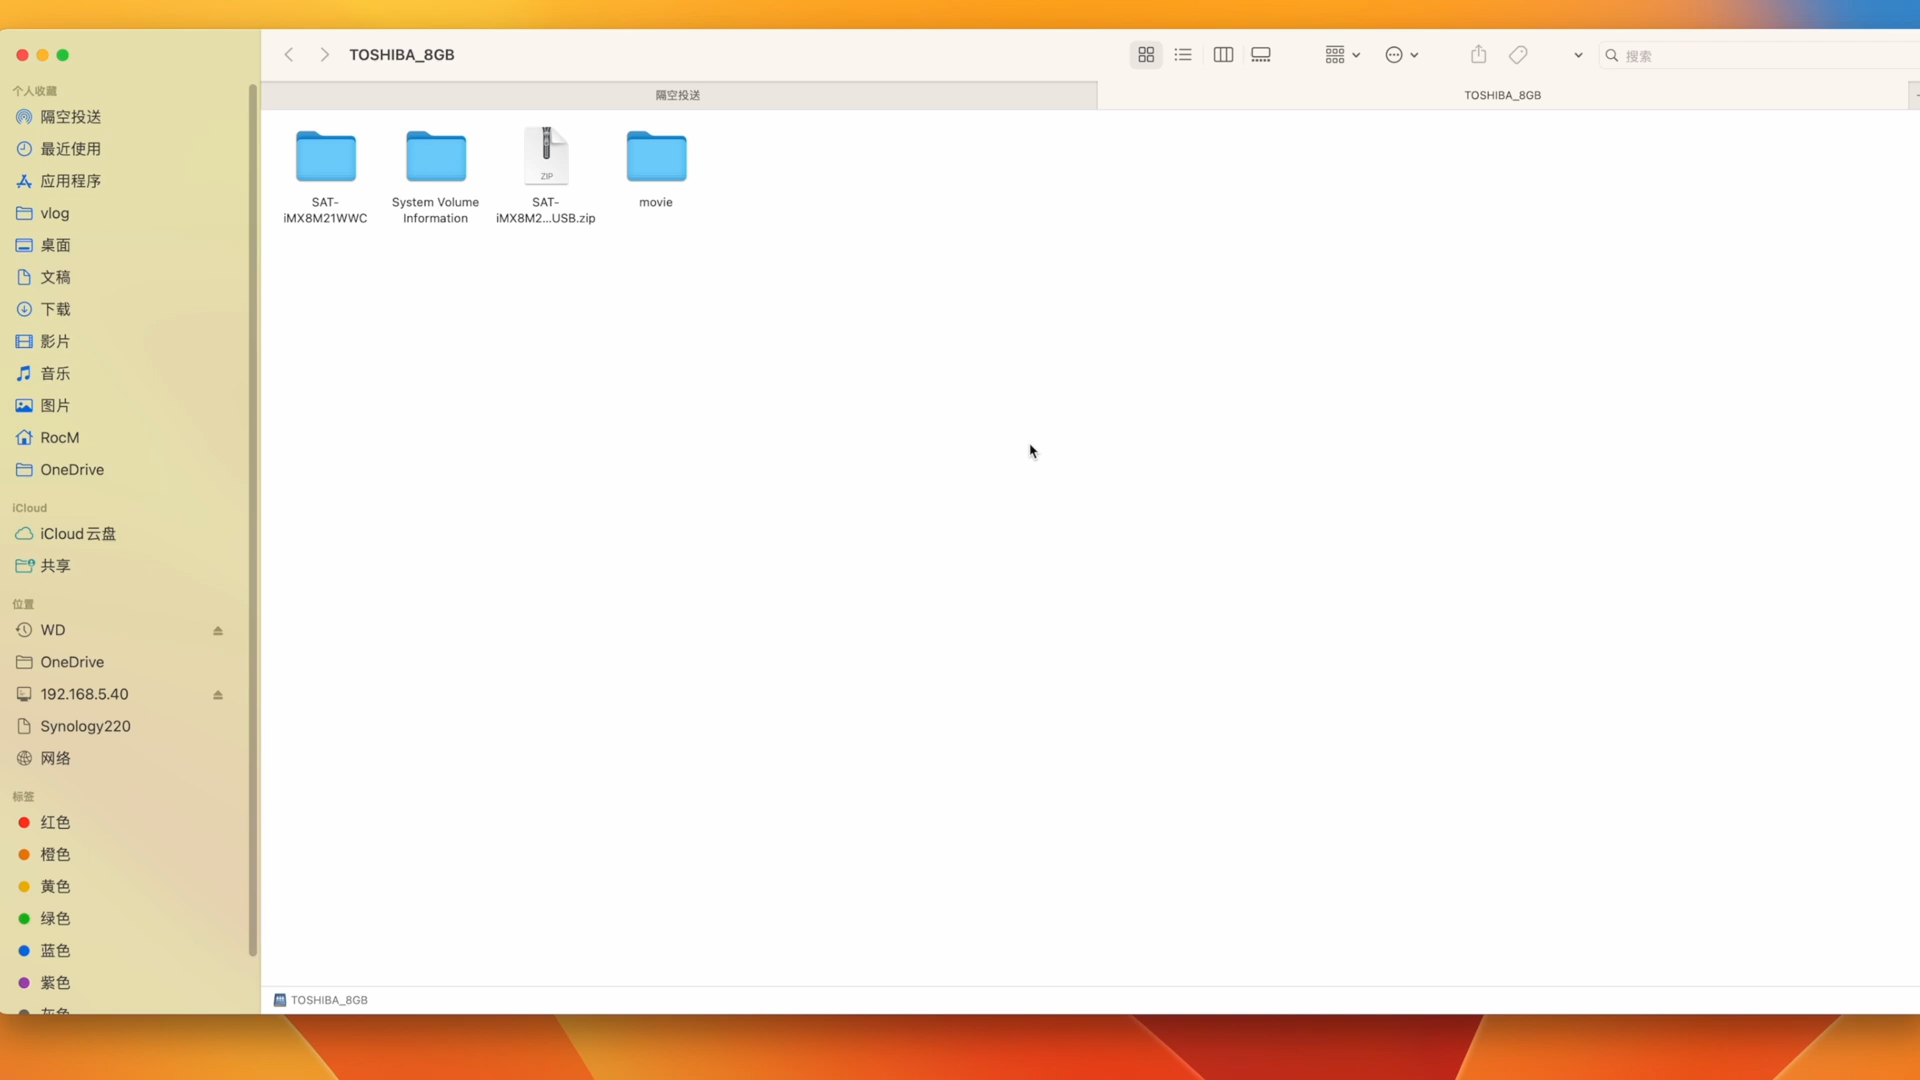 TOSHIBA_8GB
搜索
隔空投送
TOSHIBA_8GB
个人收藏
隔空投送
最近使用
应用程序
vlog
桌面
文稿
下载
影片
音乐
图片
RocM
OneDrive
iCloud
iCloud云盘
共享
位置
WD
OneDrive
192.168.5.40
Synology220
网络
标签
红色
橙色
黄色
绿色
蓝色
紫色
灰色
SAT-
iMX8M21WWC
System Volume
Information
ZIP
SAT-
iMX8M2...USB.zip
movie
TOSHIBA_8GB